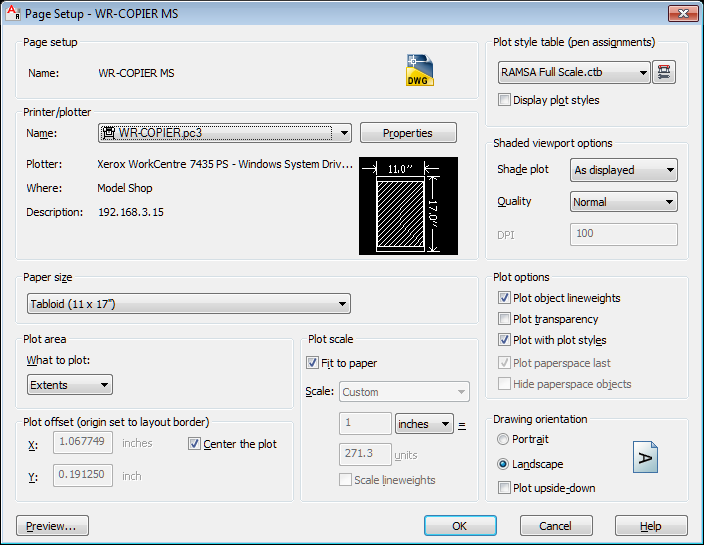 Page Setup - WR-COPIER MS
Page setup
Name: WR-COPIER MS
DWG
Printer/plotter
Name: WR-COPIER.pc3 Properties
Plotter: Xerox WorkCentre 7435 PS - Windows System Driv...
Where: Model Shop
Description: 192.168.3.15
11.0''
17.0''
Paper size
Tabloid (11 x 17")
Plot area
What to plot:
Extents
Plot offset (origin set to layout border)
X: 1.067749 inches Center the plot
Y: 0.191250 inch
Plot scale
Fit to paper
Scale: Custom
1 inches =
271.3 units
Scale lineweights
Plot style table (pen assignments)
RAMSA Full Scale.ctb
Display plot styles
Shaded viewport options
Shade plot As displayed
Quality Normal
DPI 100
Plot options
Plot object lineweights
Plot transparency
Plot with plot styles
Plot paperspace last
Hide paperspace objects
Drawing orientation
Portrait
Landscape
A
Plot upside-down
Preview... OK Cancel Help